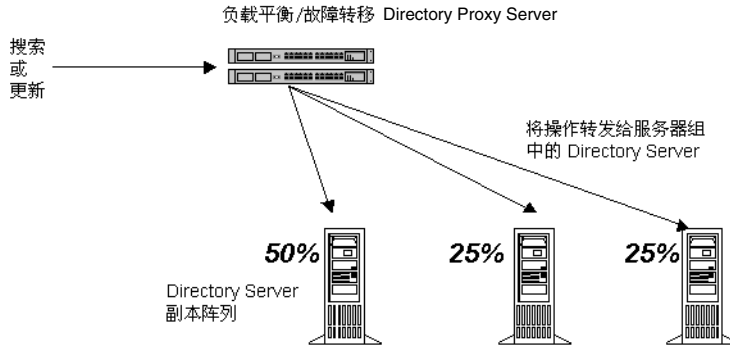 负载平衡/故障转移 Directory Proxy Server
搜索
或
更新
将操作转发给服务器组
中的 Directory Server
50%
25%
25%
Directory Server
副本阵列